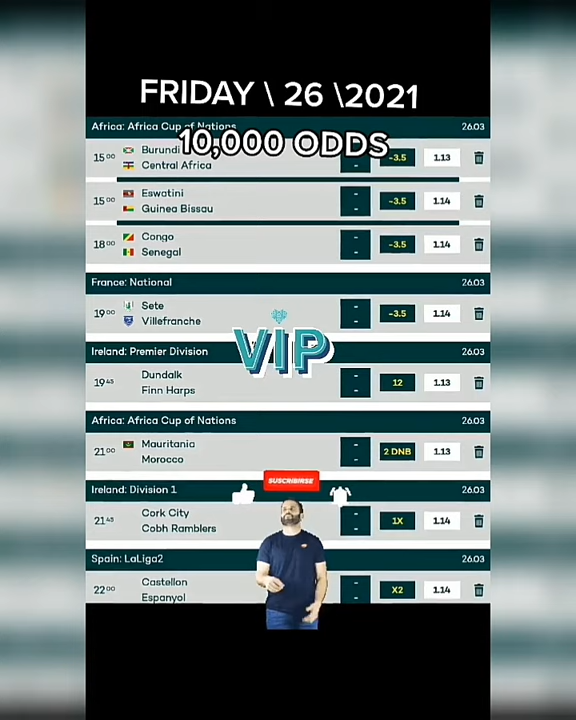 FRIDAY \ 26 \2021
Africa: Africa Cup of Nations 26.03
10,000 ODDS
15 00 Burundi - -3.5 1.13
Central Africa -
15 00 Eswatini - -3.5 1.14
Guinea Bissau -
18 00 Congo - -3.5 1.14
Senegal -
France: National 26.03
19 00 Sete - -3.5 1.14
Villefranche -
VIP
Ireland: Premier Division 26.03
19 45 Dundalk - 12 1.13
Finn Harps -
Africa: Africa Cup of Nations 26.03
21 00 Mauritania - 2 DNB 1.13
Morocco -
SUSCRIBIRSE
Ireland: Division 1 26.03
21 45 Cork City - 1X 1.14
Cobh Ramblers -
Spain: LaLiga2 26.03
22 00 Castellon - X2 1.14
Espanyol -